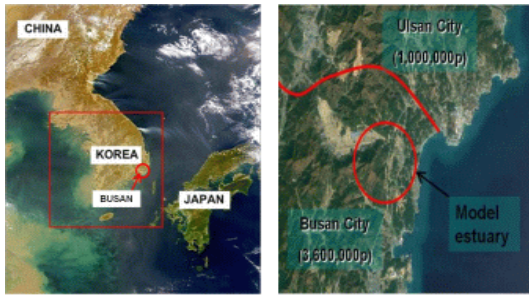 CHINA
KOREA
BUSAN
JAPAN
Ulsan City
(1,000,000p)
Model
estuary
Busan City
(3,600,000p)